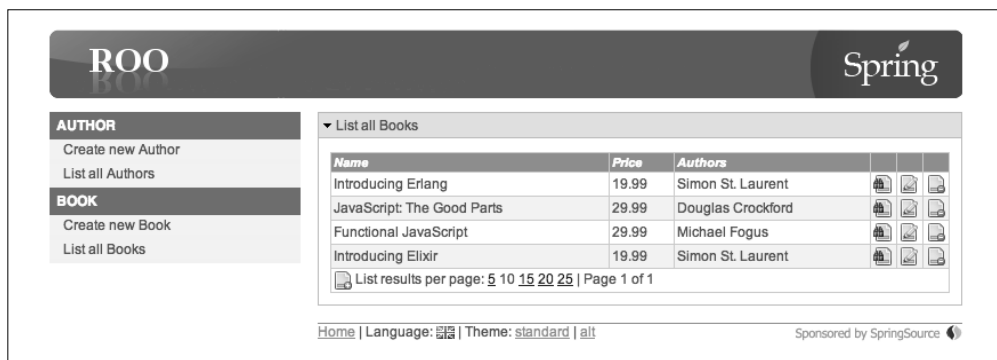 ROO
Spring
AUTHOR
Create new Author
List all Authors
BOOK
Create new Book
List all Books
List all Books
Name Price Authors
Introducing Erlang 19.99 Simon St. Laurent
JavaScript: The Good Parts 29.99 Douglas Crockford
Functional JavaScript 29.99 Michael Fogus
Introducing Elixir 19.99 Simon St. Laurent
List results per page: 5 10 15 20 25 | Page 1 of 1
Home | Language: | Theme: standard | alt
Sponsored by SpringSource